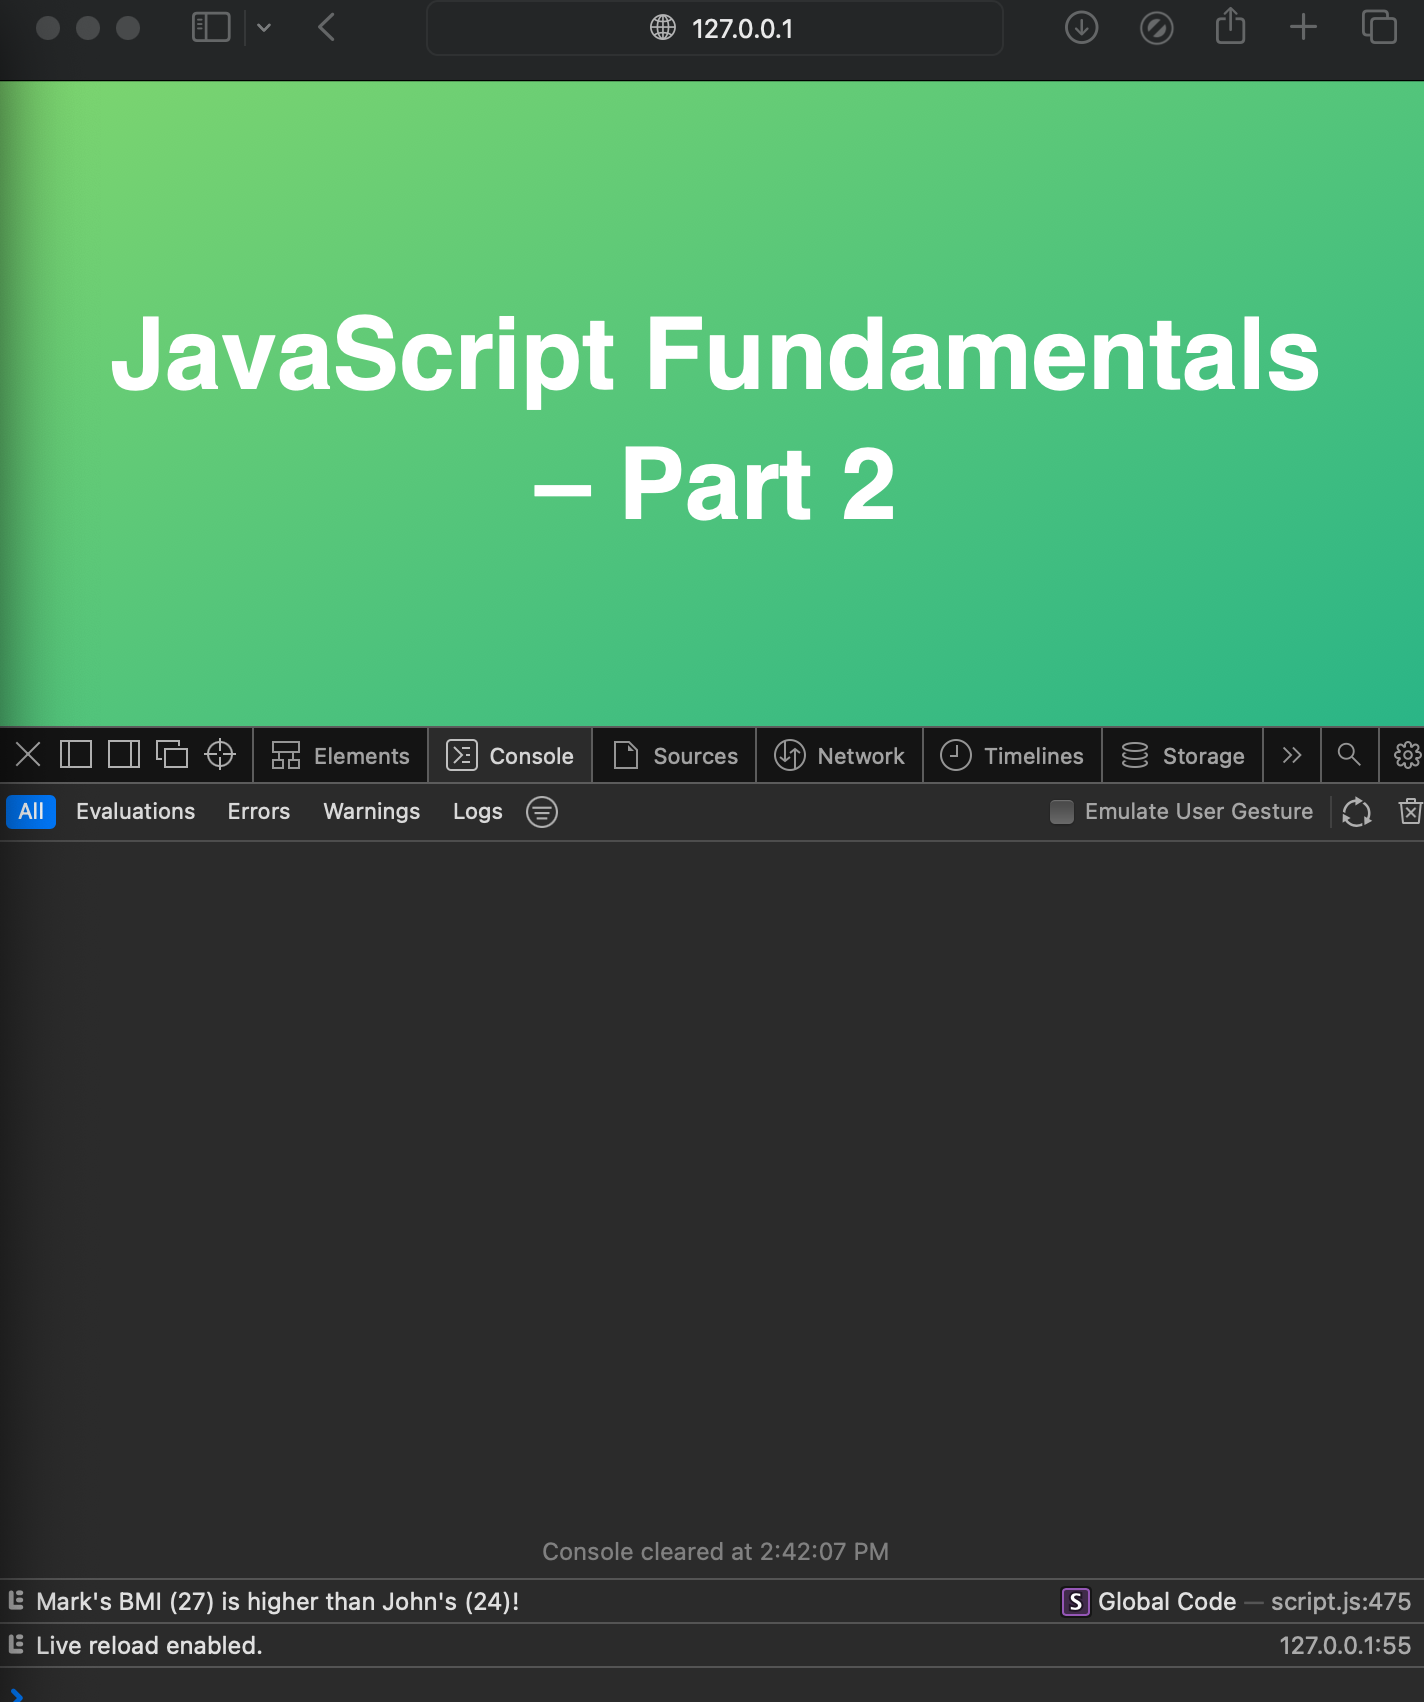 127.0.0.1
JavaScript Fundamentals
– Part 2
Elements Console Sources Network Timelines Storage
All Evaluations Errors Warnings Logs Emulate User Gesture
Console cleared at 2:42:07 PM
Mark's BMI (27) is higher than John's (24)! S Global Code — script.js:475
Live reload enabled. 127.0.0.1:55